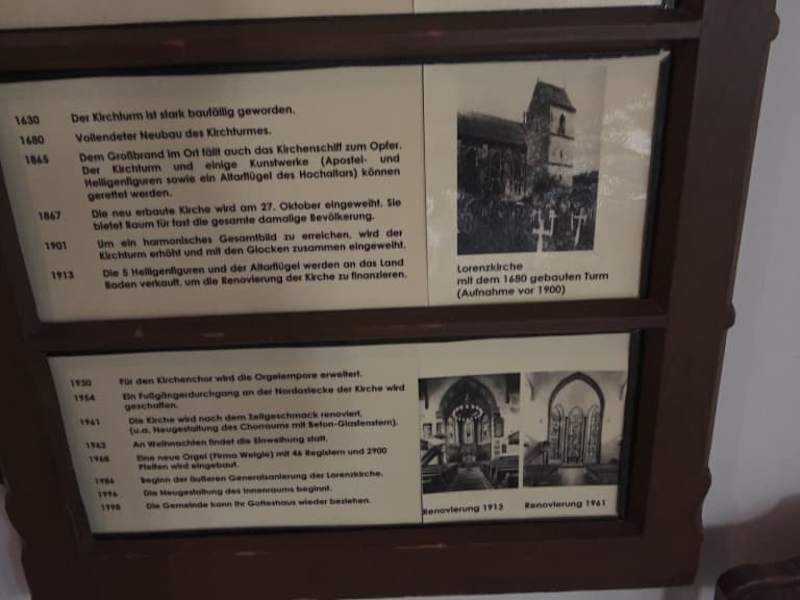 1630 Der Kirchturm ist stark baufällig geworden.
1680 Vollendeter Neubau des Kirchturmes.
1865 Dem Großbrand im Ort fällt auch das Kirchenschiff zum Opfer.
Der Kirchturm und einige Kunstwerke (Apostel- und
Heiligenfiguren sowie ein Altarflügel des Hochaltars) können
gerettet werden.
1867 Die neu erbaute Kirche wird am 27. Oktober eingeweiht. Sie
bietet Raum für fast die gesamte damalige Bevölkerung.
1901 Um ein harmonisches Gesamtbild zu erreichen, wird der
Kirchturm erhöht und mit den Glocken zusammen eingeweiht.
1913 Die 5 Heiligenfiguren und der Altarflügel werden an das Land
Baden verkauft, um die Renovierung der Kirche zu finanzieren.
Lorenzkirche
mit dem 1680 gebauten Turm
(Aufnahme vor 1900)
1930 Für den Kirchenchor wird die Orgelempore erweitert.
1954 Ein Fußgängerdurchgang an der Nordostecke der Kirche wird
geschaffen.
1961 Die Kirche wird nach dem Zeitgeschmack renoviert.
(u.a. Neugestaltung des Chorraums mit Beton-Glasfenstern).
An Weihnachten findet die Einweihung statt.
1968 Eine neue Orgel (Firma Weigle) mit 46 Registern und 2900
Pfeifen wird eingebaut.
1986 Beginn der äußeren Generalsanierung der Lorenzkirche.
1996 Die Neugestaltung des Innenraums beginnt.
1998 Die Gemeinde kann ihr Gotteshaus wieder beziehen.
Renovierung 1913
Renovierung 1961